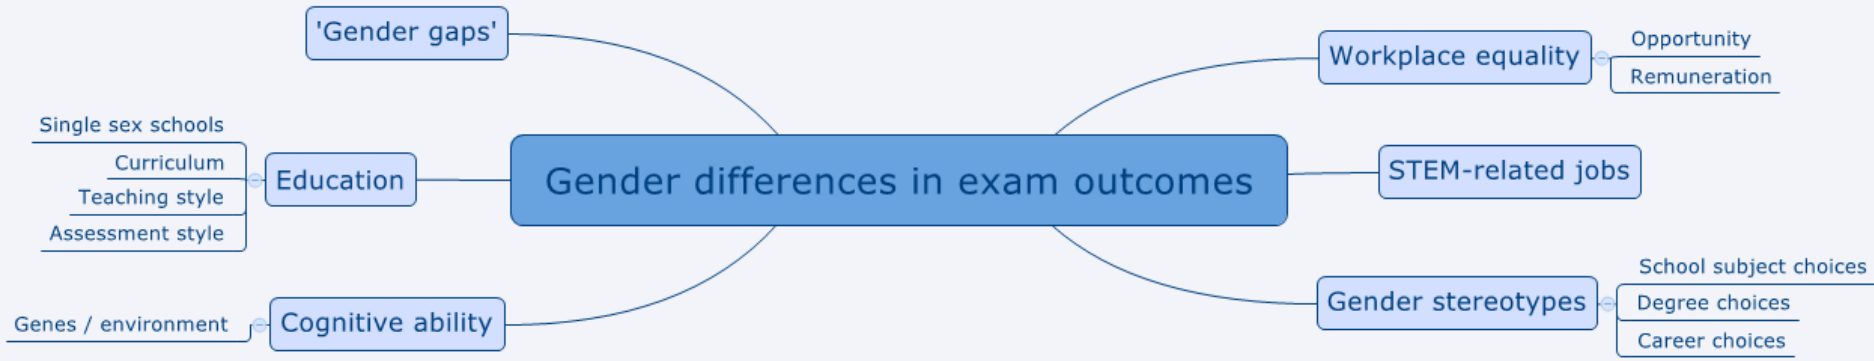 'Gender gaps'
Workplace equality
Opportunity
Remuneration
Single sex schools
Curriculum
Teaching style
Assessment style
Education
Gender differences in exam outcomes
STEM-related jobs
Genes / environment
Cognitive ability
Gender stereotypes
School subject choices
Degree choices
Career choices